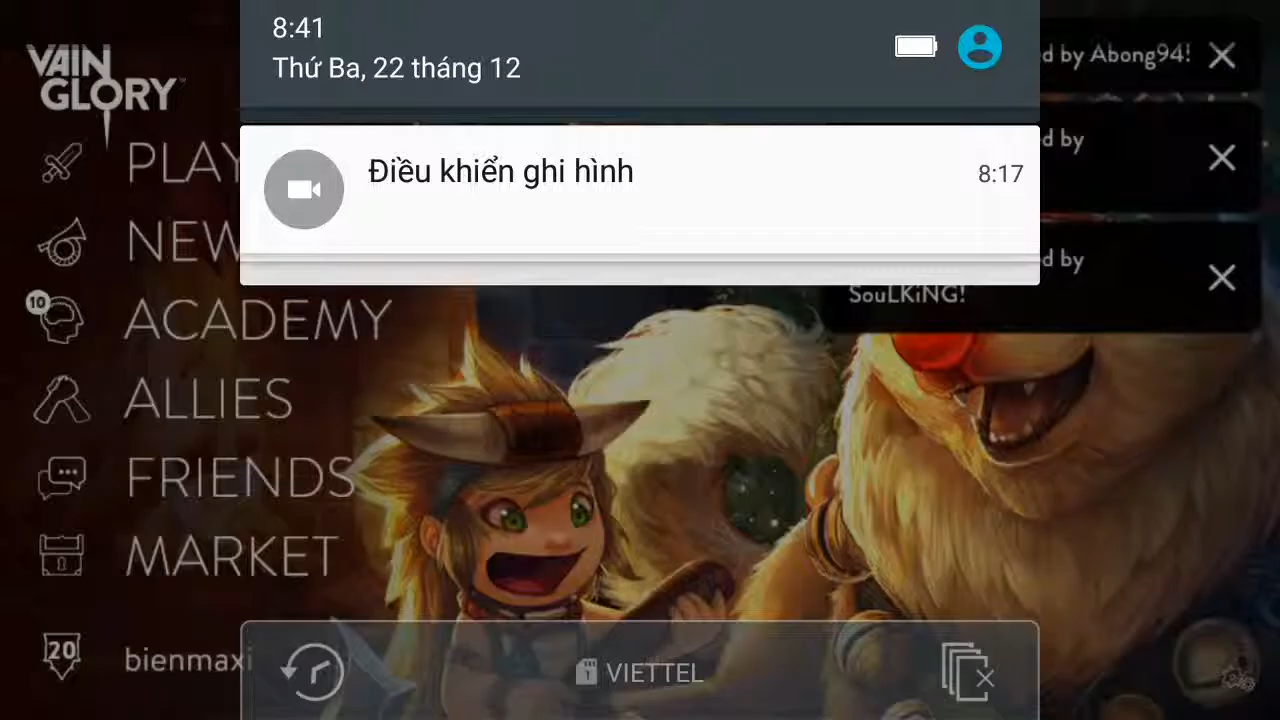 8:41
Thứ Ba, 22 tháng 12
Điều khiển ghi hình
8:17
d by Abong94!
d by
d by
SouLKiNG!
VAIN
GLORY
PLAY
NEW
ACADEMY
10
ALLIES
FRIENDS
MARKET
20
bienmaxi
1
VIETTEL